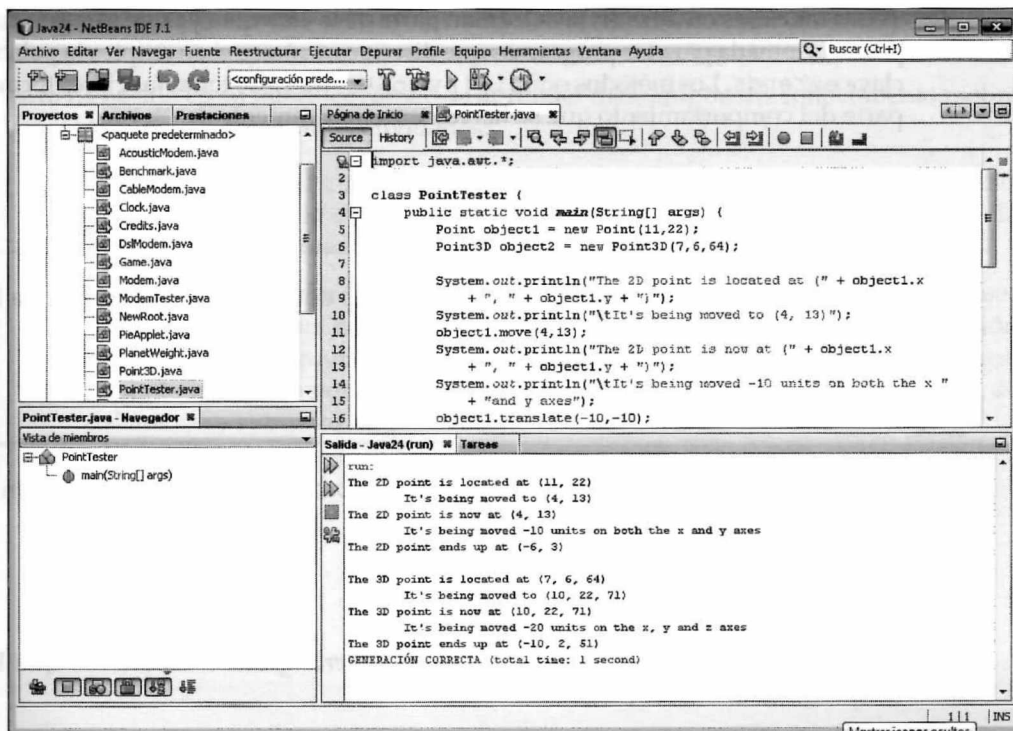 Java24 - NetBeans IDE 7.1
Archivo Editar Ver Navegar Fuente Reestructurar Ejecutar Depurar Profile Equipo Herramientas Ventana Ayuda
Buscar (Ctrl+I)
<configuración prede...
Proyectos Archivos Prestaciones
<paquete predeterminado>
AcousticModem.java
Benchmark.java
CableModem.java
Clock.java
Credits.java
DslModem.java
Game.java
Modem.java
ModemTester.java
NewRoot.java
PieApplet.java
PlanetWeight.java
Point3D.java
PointTester.java
PointTester.java - Navegador
Vista de miembros
PointTester
main(String[] args)
Página de Inicio PointTester.java
Source History
import java.awt.*;
2
3 class PointTester {
4 public static void main(String[] args) {
5 Point object1 = new Point(11,22);
6 Point3D object2 = new Point3D(7,6,64);
7
8 System.out.println("The 2D point is located at (" + object1.x
9 + ", " + object1.y + ")");
10 System.out.println("\tIt's being moved to (4, 13)");
11 object1.move(4,13);
12 System.out.println("The 2D point is now at (" + object1.x
13 + ", " + object1.y + ")");
14 System.out.println("\tIt's being moved -10 units on both the x "
15 + "and y axes");
16 object1.translate(-10,-10);
Salida - Java24 (run) Tareas
run:
The 2D point is located at (11, 22)
It's being moved to (4, 13)
The 2D point is now at (4, 13)
It's being moved -10 units on both the x and y axes
The 2D point ends up at (-6, 3)
The 3D point is located at (7, 6, 64)
It's being moved to (10, 22, 71)
The 3D point is now at (10, 22, 71)
It's being moved -20 units on the x, y and z axes
The 3D point ends up at (-10, 2, 51)
GENERACIÓN CORRECTA (total time: 1 second)
1|1 INS